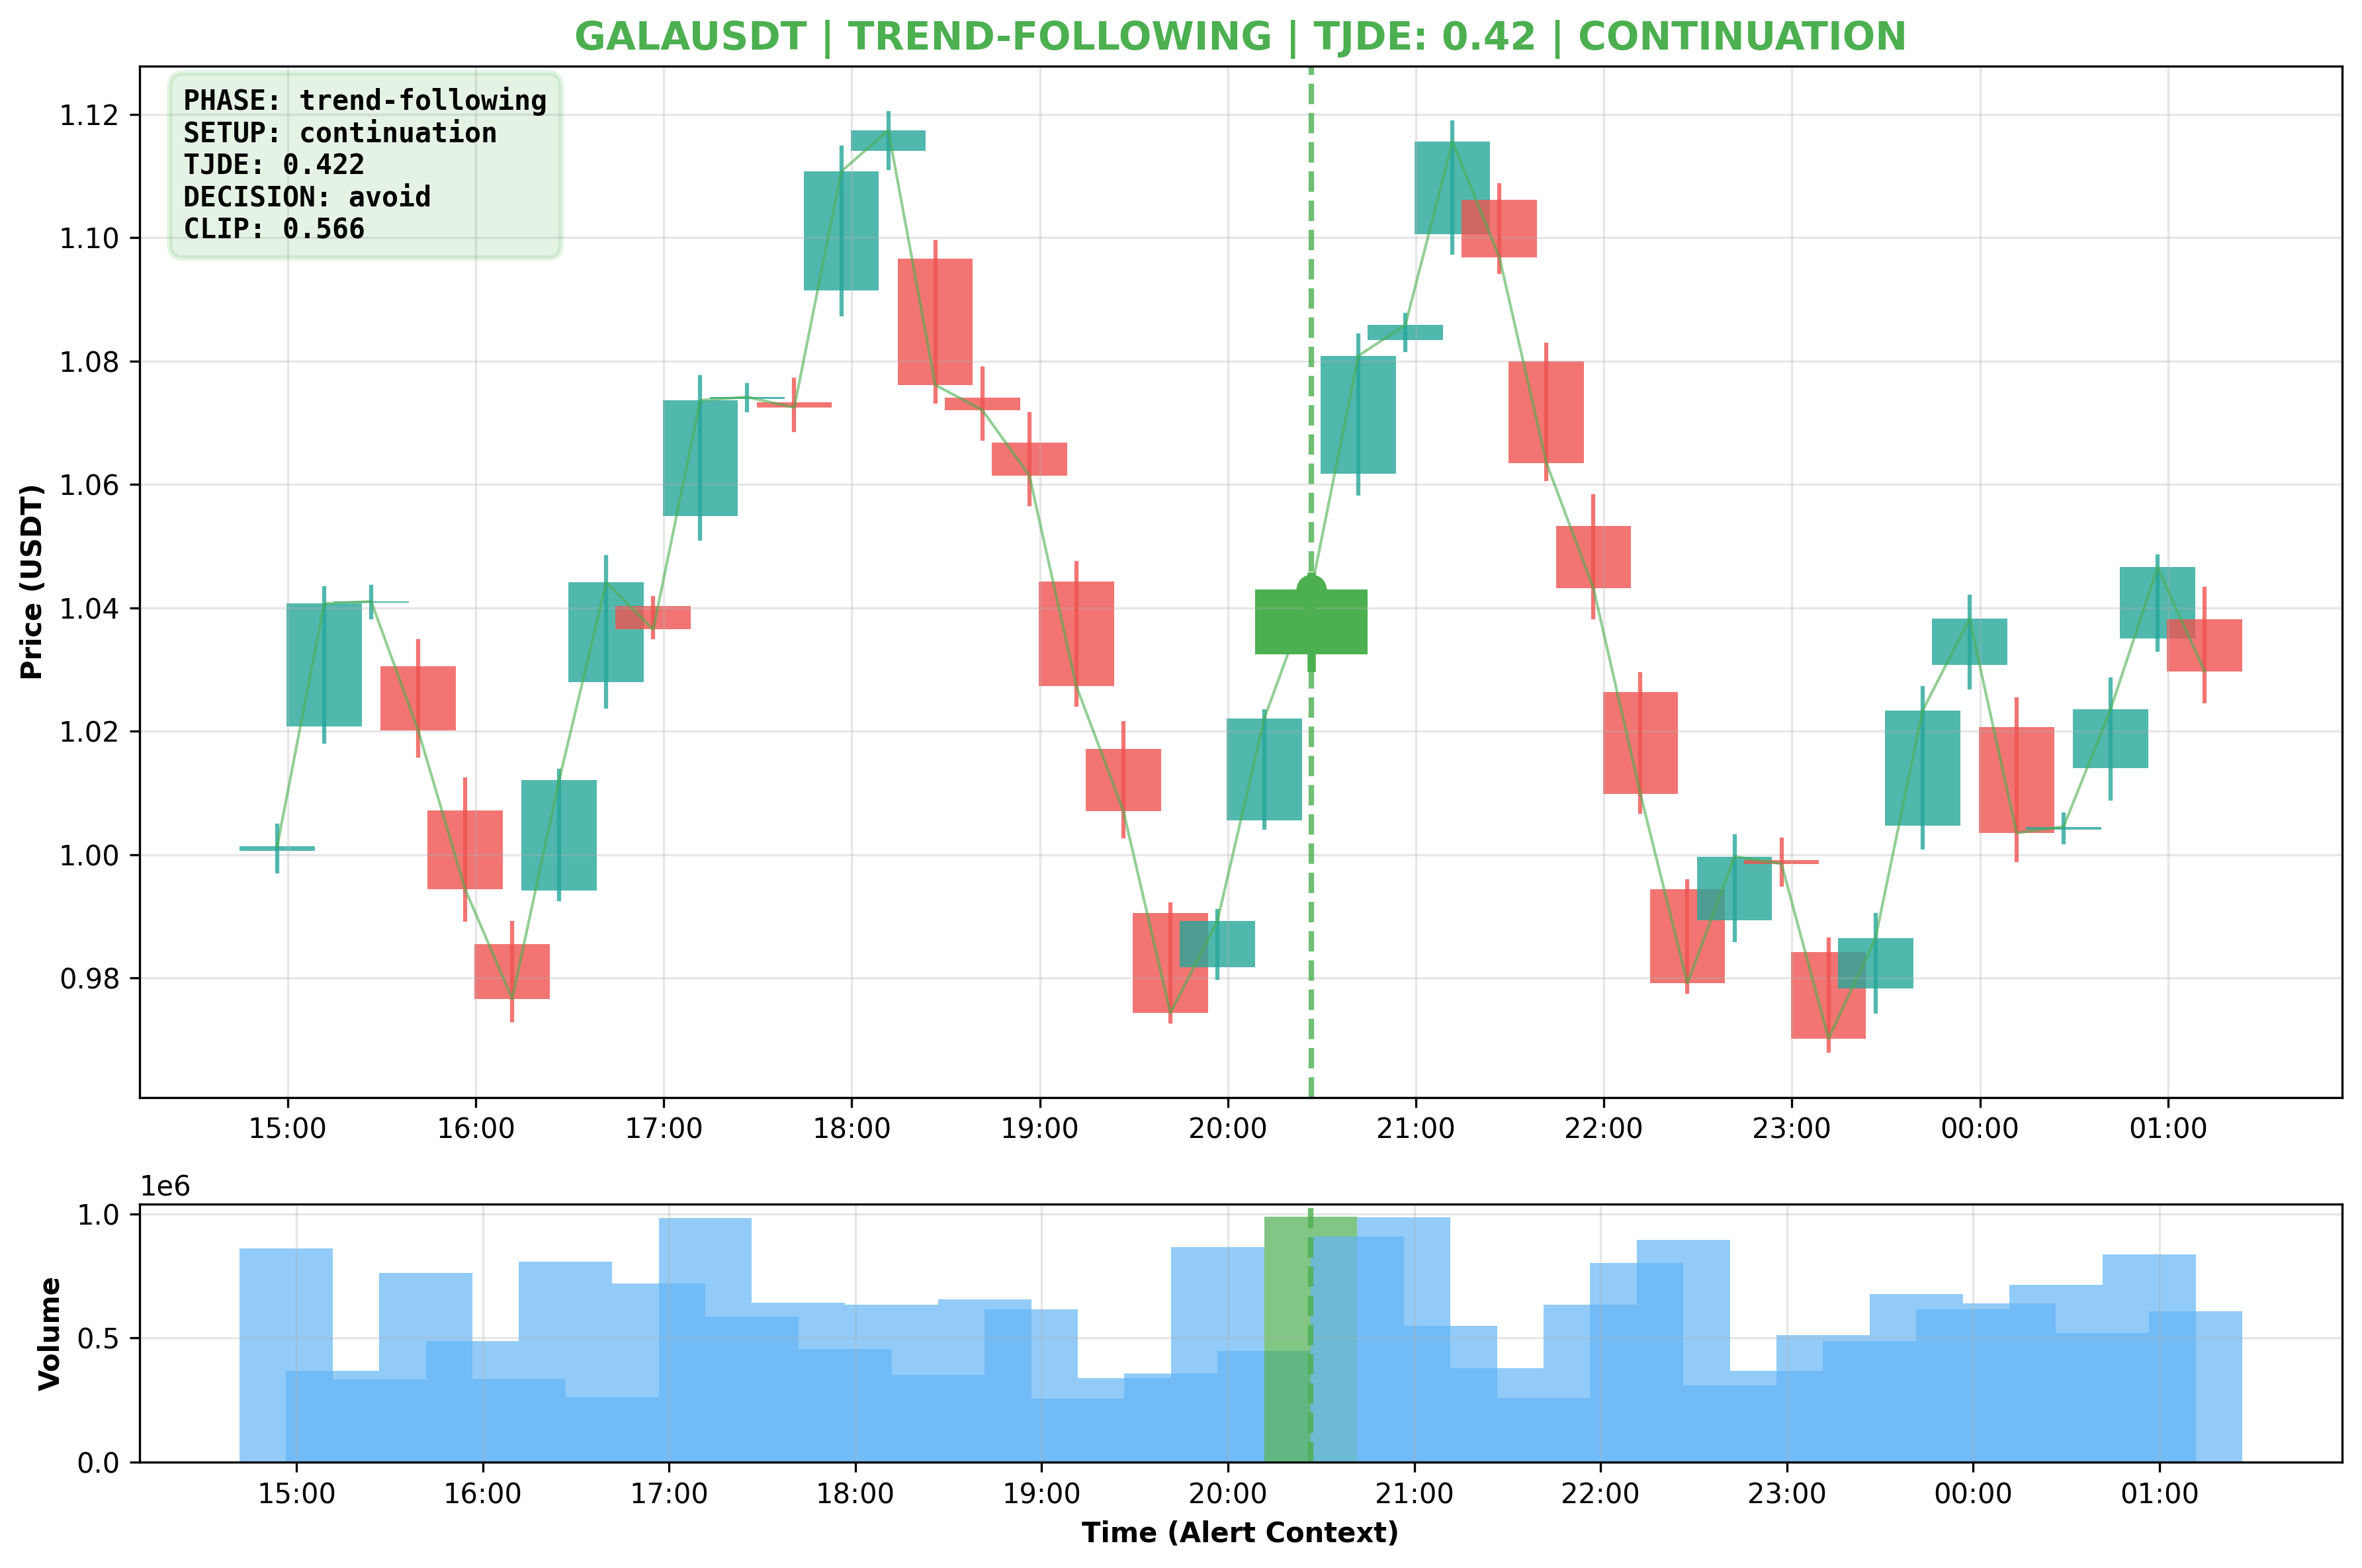 GALAUSDT | TREND-FOLLOWING | TJDE: 0.42 | CONTINUATION
PHASE: trend-following
SETUP: continuation
TJDE: 0.422
DECISION: avoid
CLIP: 0.566
Price (USDT)
1.12
1.10
1.08
1.06
1.04
1.02
1.00
0.98
15:00 16:00 17:00 18:00 19:00 20:00 21:00 22:00 23:00 00:00 01:00
1e6
Volume
1.0
0.5
0.0
15:00 16:00 17:00 18:00 19:00 20:00 21:00 22:00 23:00 00:00 01:00
Time (Alert Context)